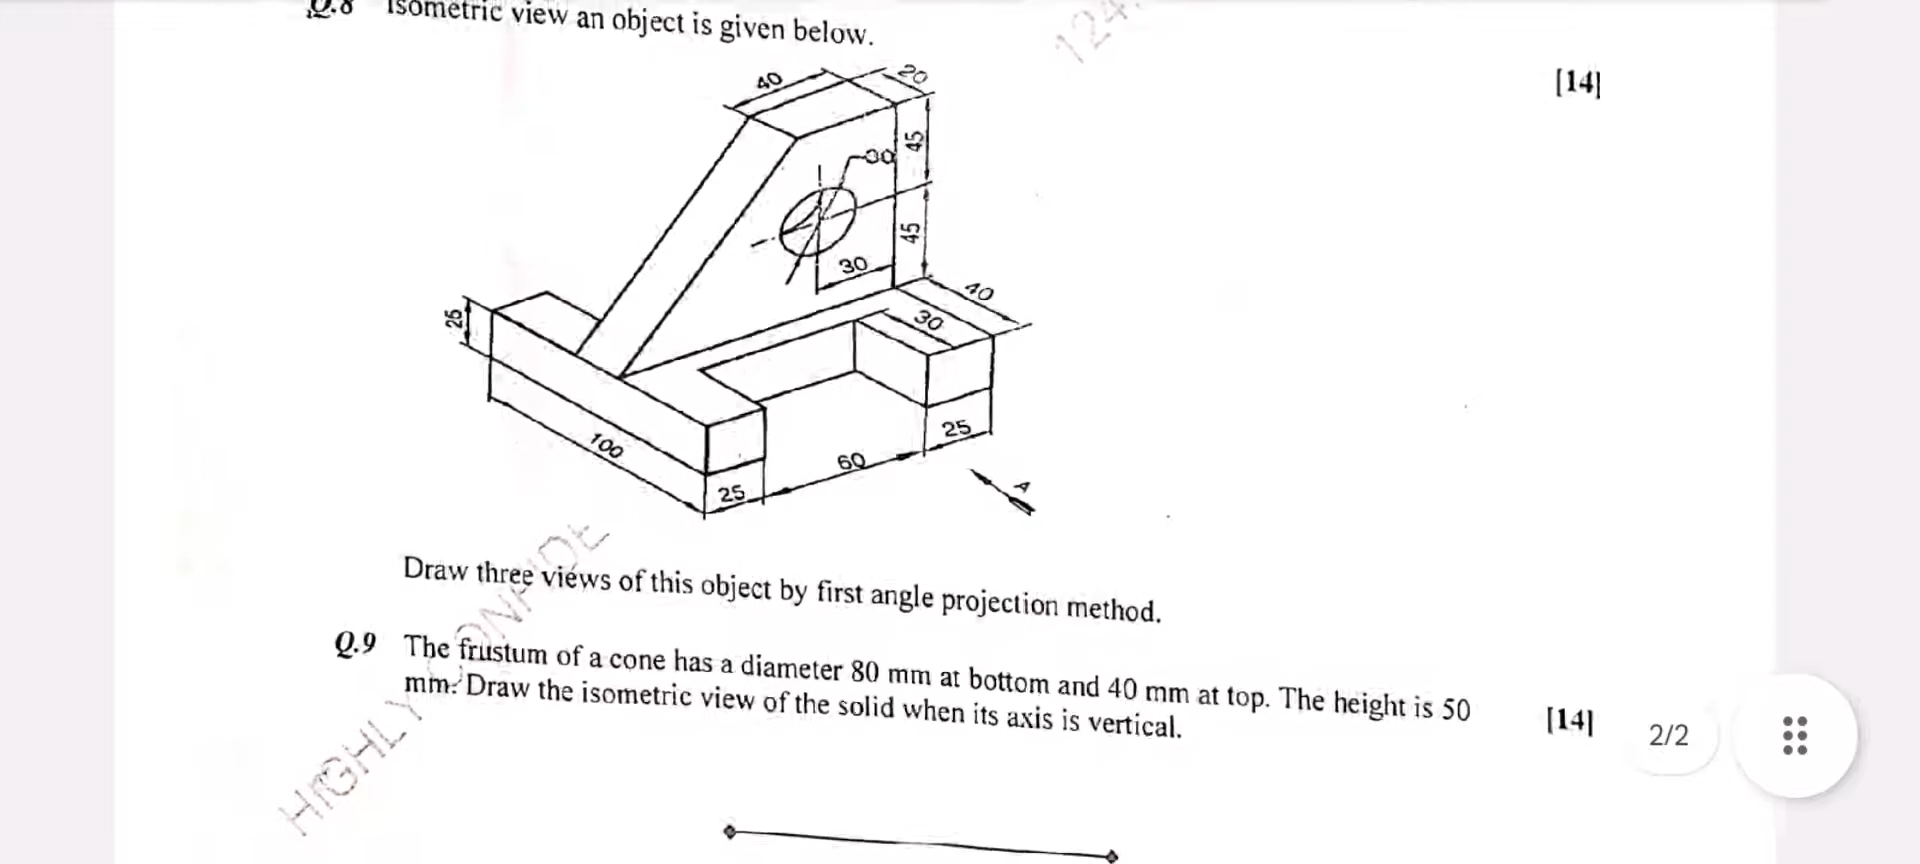 Q.8 Isometric view an object is given below.
[14]
40
20
45
30
45
30
40
30
25
100
25
60
25
A
Draw three views of this object by first angle projection method.
Q.9 The frustum of a cone has a diameter 80 mm at bottom and 40 mm at top. The height is 50
mm. Draw the isometric view of the solid when its axis is vertical.
[14]
2/2
HIGHLY